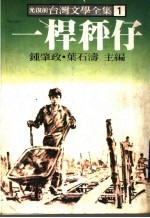 光復前台灣文學全集1
一桿秤仔
鍾肇政・葉石濤 主編